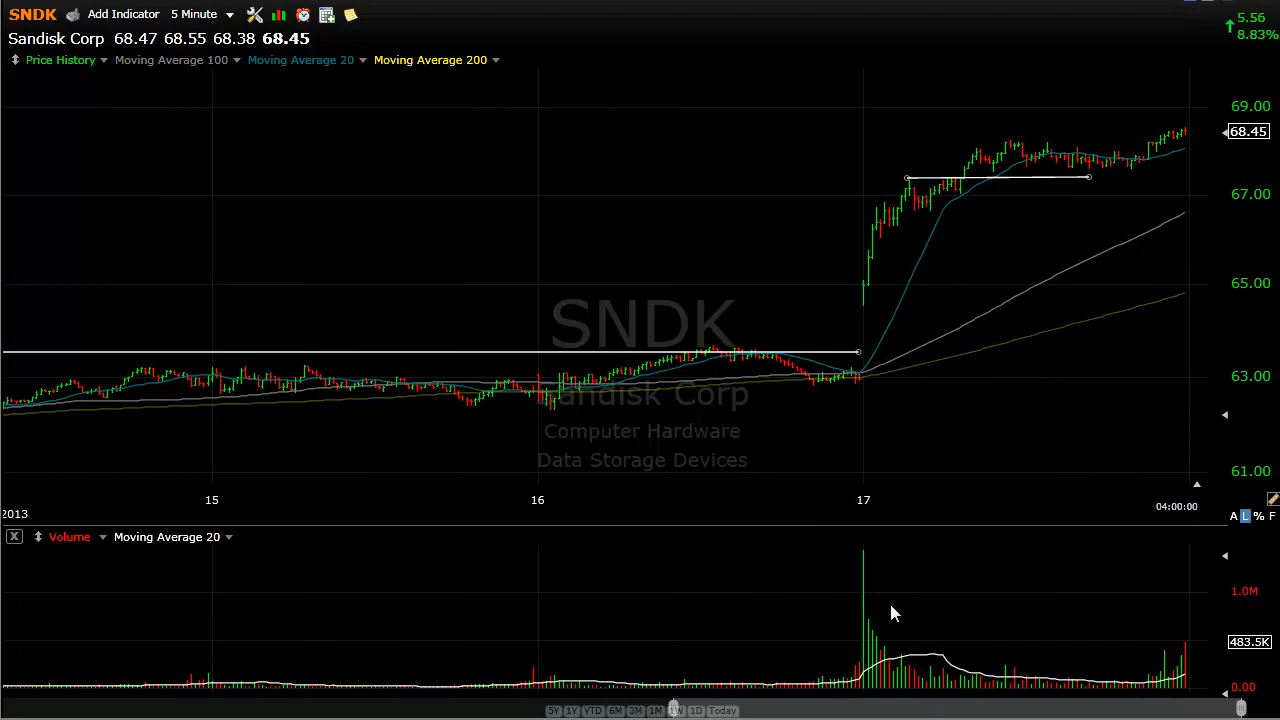 SNDK Add Indicator 5 Minute
5.56
8.83%
Sandisk Corp 68.47 68.55 68.38 68.45
Price History Moving Average 100 Moving Average 20 Moving Average 200
69.00
68.45
67.00
65.00
SNDK
63.00
Sandisk Corp
Computer Hardware
Data Storage Devices
61.00
15 16 17
2013 04:00:00
A L % F
X Volume Moving Average 20
1.0M
483.5K
0.00
5Y 1Y YTD 6M 3M 1M 1W 1D Today